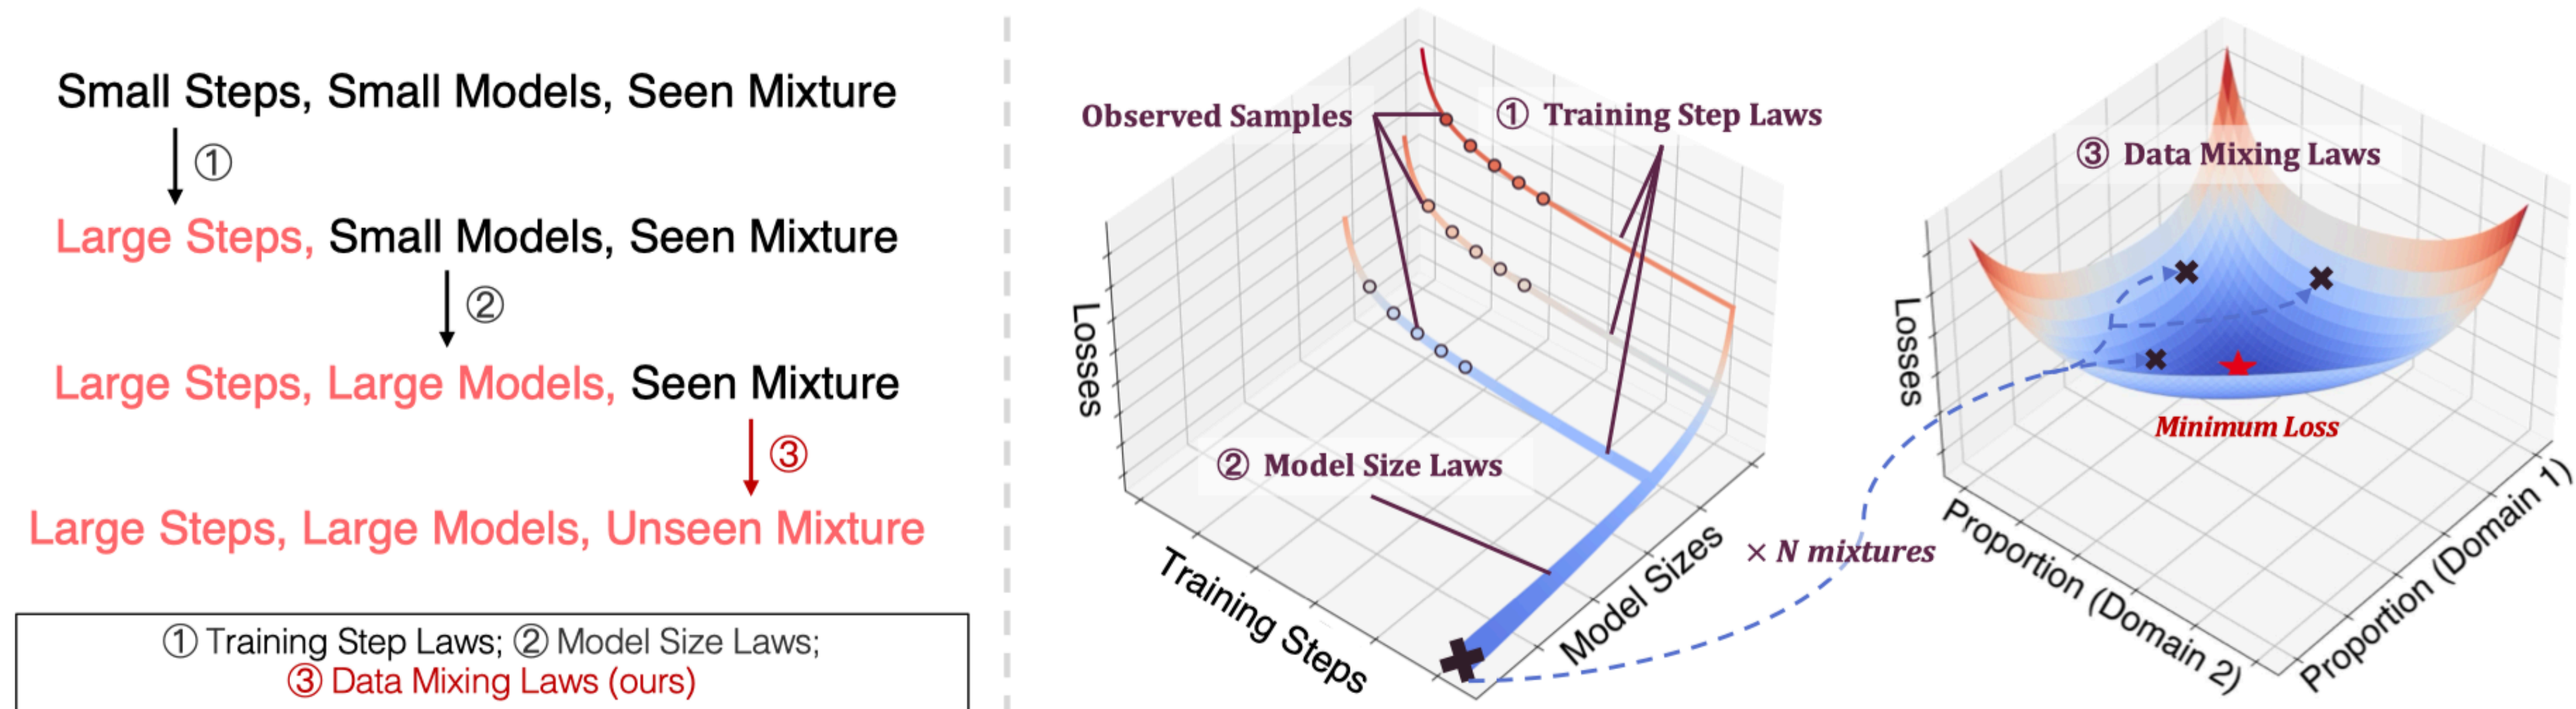 Small Steps, Small Models, Seen Mixture
①
Large Steps, Small Models, Seen Mixture
②
Large Steps, Large Models, Seen Mixture
③
Large Steps, Large Models, Unseen Mixture
① Training Step Laws; ② Model Size Laws;
③ Data Mixing Laws (ours)
Observed Samples
① Training Step Laws
② Model Size Laws
Losses
Training Steps
Model Sizes
× N mixtures
③ Data Mixing Laws
Losses
Minimum Loss
Proportion (Domain 2)
Proportion (Domain 1)